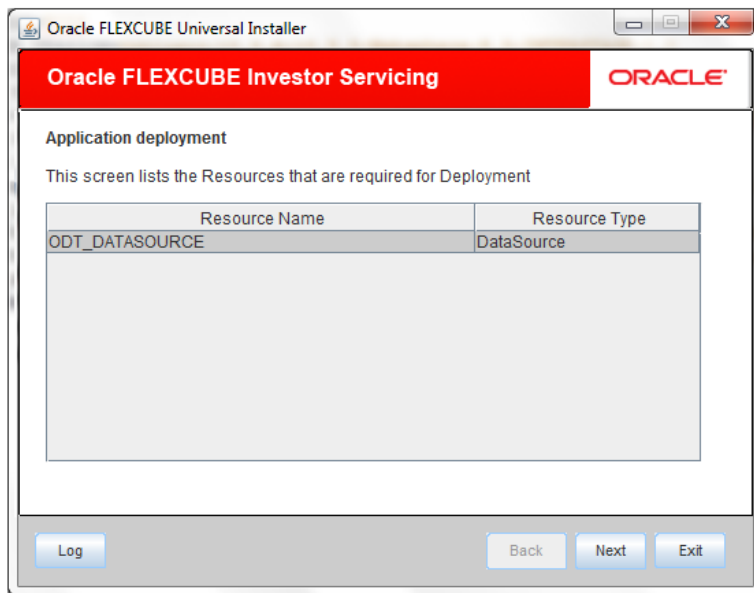 Oracle FLEXCUBE Universal Installer
Oracle FLEXCUBE Investor Servicing
ORACLE
Application deployment
This screen lists the Resources that are required for Deployment
Resource Name Resource Type
ODT_DATASOURCE DataSource
Log Back Next Exit